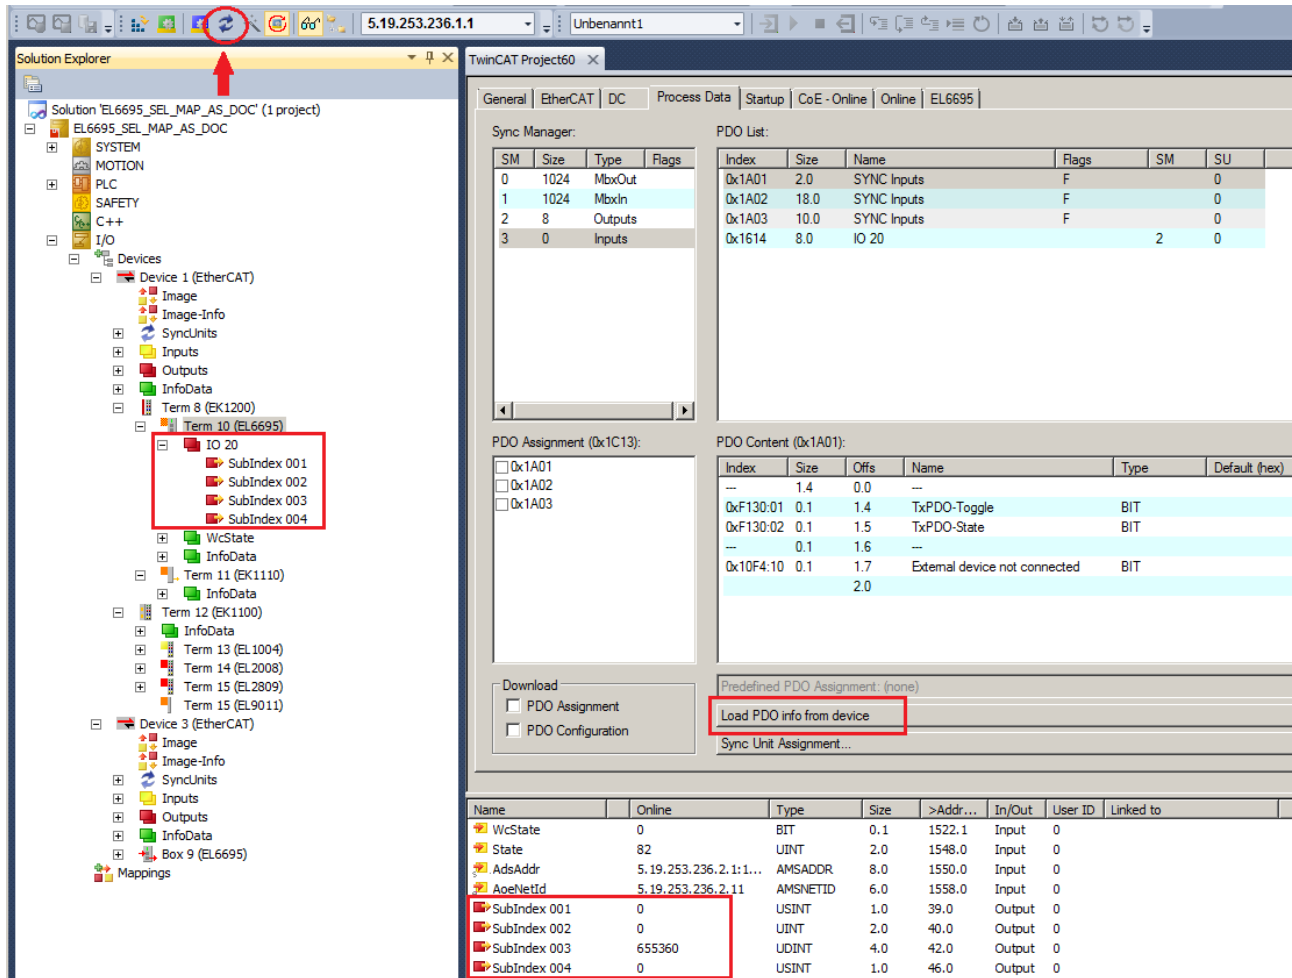 5.19.253.236.1.1
Unbenannt1
Solution Explorer
Solution 'EL6695_SEL_MAP_AS_DOC' (1 project)
EL6695_SEL_MAP_AS_DOC
SYSTEM
MOTION
PLC
SAFETY
C++
I/O
Devices
Device 1 (EtherCAT)
Image
Image-Info
SyncUnits
Inputs
Outputs
InfoData
Term 8 (EK1200)
Term 10 (EL6695)
IO 20
SubIndex 001
SubIndex 002
SubIndex 003
SubIndex 004
WcState
InfoData
Term 11 (EK1110)
InfoData
Term 12 (EK1100)
InfoData
Term 13 (EL1004)
Term 14 (EL2008)
Term 15 (EL2809)
Term 15 (EL9011)
Device 3 (EtherCAT)
Image
Image-Info
SyncUnits
Inputs
Outputs
InfoData
Box 9 (EL6695)
Mappings
TwinCAT Project60
General EtherCAT DC Process Data Startup CoE - Online Online EL6695
Sync Manager:
SM Size Type Flags
0 1024 MbxOut
1 1024 MbxIn
2 8 Outputs
3 0 Inputs
PDO List:
Index Size Name Flags SM SU
0x1A01 2.0 SYNC Inputs F 0
0x1A02 18.0 SYNC Inputs F 0
0x1A03 10.0 SYNC Inputs F 0
0x1614 8.0 IO 20 2 0
PDO Assignment (0x1C13):
0x1A01
0x1A02
0x1A03
PDO Content (0x1A01):
Index Size Offs Name Type Default (hex)
--- 1.4 0.0 ---
0xF130:01 0.1 1.4 TxPDO-Toggle BIT
0xF130:02 0.1 1.5 TxPDO-State BIT
--- 0.1 1.6 ---
0x10F4:10 0.1 1.7 External device not connected BIT
2.0
Download
PDO Assignment
PDO Configuration
Predefined PDO Assignment: (none)
Load PDO info from device
Sync Unit Assignment...
Name Online Type Size >Addr... In/Out User ID Linked to
WcState 0 BIT 0.1 1522.1 Input 0
State 82 UINT 2.0 1548.0 Input 0
AdsAddr 5.19.253.236.2.1:1... AMSADDR 8.0 1550.0 Input 0
AoeNetId 5.19.253.236.2.11 AMSNETID 6.0 1558.0 Input 0
SubIndex 001 0 USINT 1.0 39.0 Output 0
SubIndex 002 0 UINT 2.0 40.0 Output 0
SubIndex 003 655360 UDINT 4.0 42.0 Output 0
SubIndex 004 0 USINT 1.0 46.0 Output 0